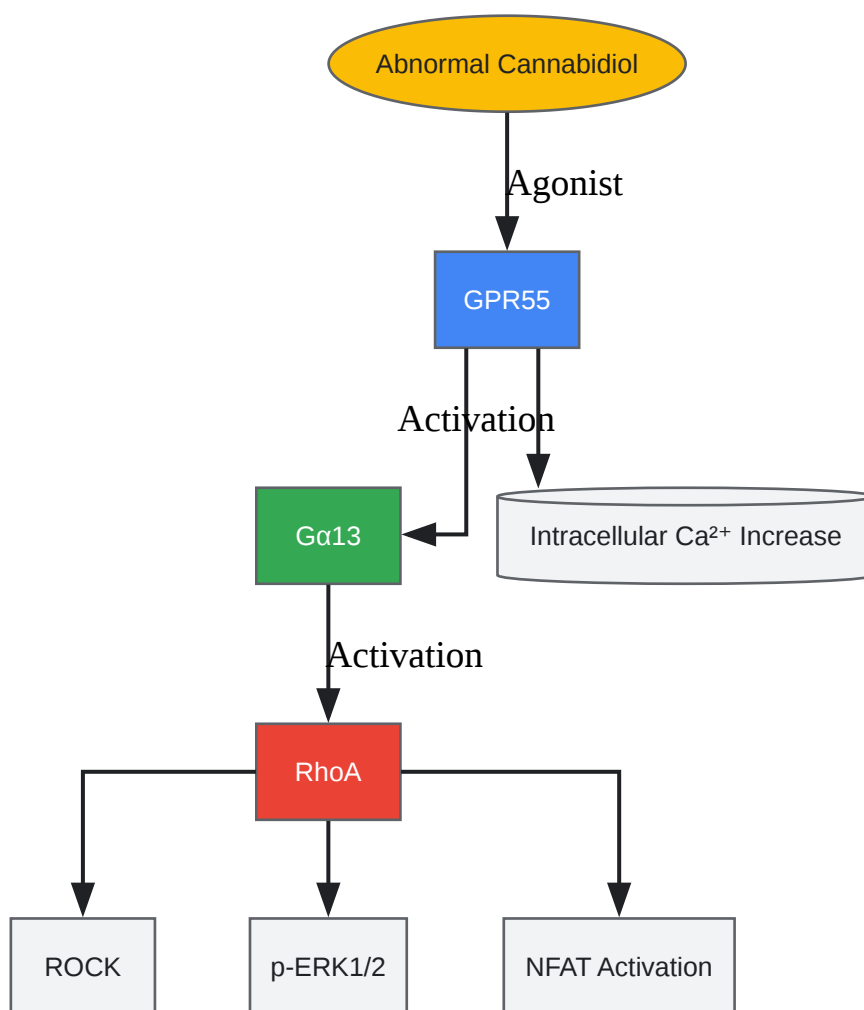 Abnormal Cannabidiol
Agonist
GPR55
Activation
Gα13
Intracellular Ca²⁺ Increase
Activation
RhoA
ROCK
p-ERK1/2
NFAT Activation